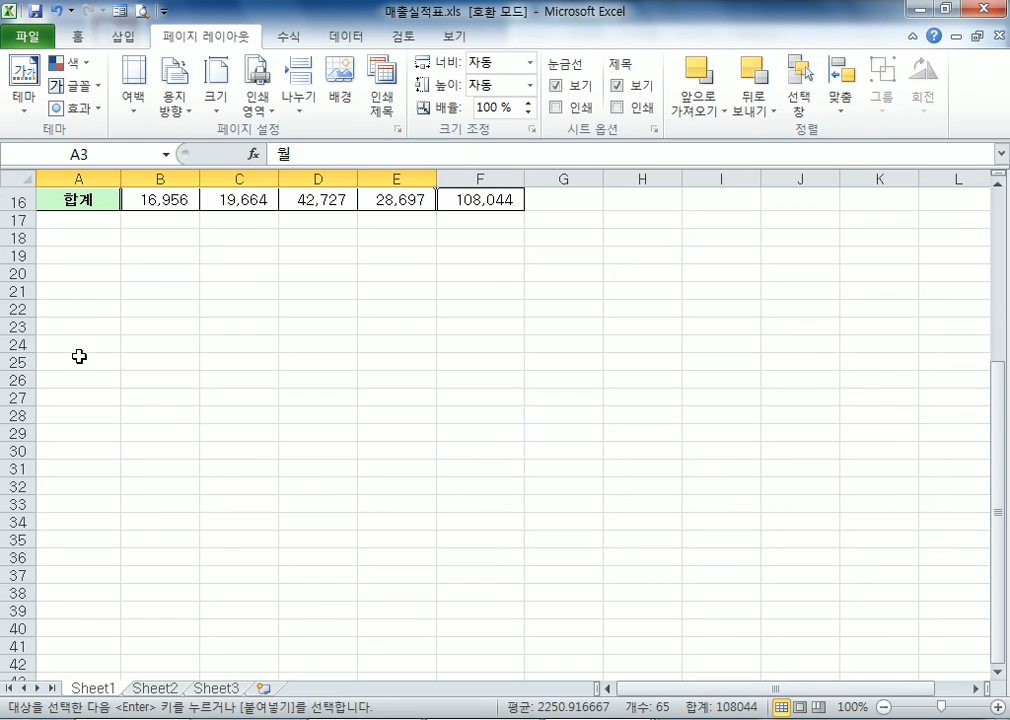 매출실적표.xls [호환 모드] - Microsoft Excel
파일 홈 삽입 페이지 레이아웃 수식 데이터 검토 보기
가가 테마 색 가 글꼴 효과 테마
여백 용지 방향 크기 인쇄 영역 나누기 배경 인쇄 제목 페이지 설정
너비: 자동 높이: 자동 배율: 100 % 크기 조정
눈금선 보기 인쇄 제목 보기 인쇄 시트 옵션
앞으로 가져오기 뒤로 보내기 선택 창 맞춤 그룹 회전 정렬
A3 fx 월
A B C D E F G H I J K L
16 합계 16,956 19,664 42,727 28,697 108,044
17
18
19
20
21
22
23
24
25
26
27
28
29
30
31
32
33
34
35
36
37
38
39
40
41
42
Sheet1 Sheet2 Sheet3
대상을 선택한 다음 <Enter> 키를 누르거나 [붙여넣기]를 선택합니다. 평균: 2250.916667 개수: 65 합계: 108044 100%